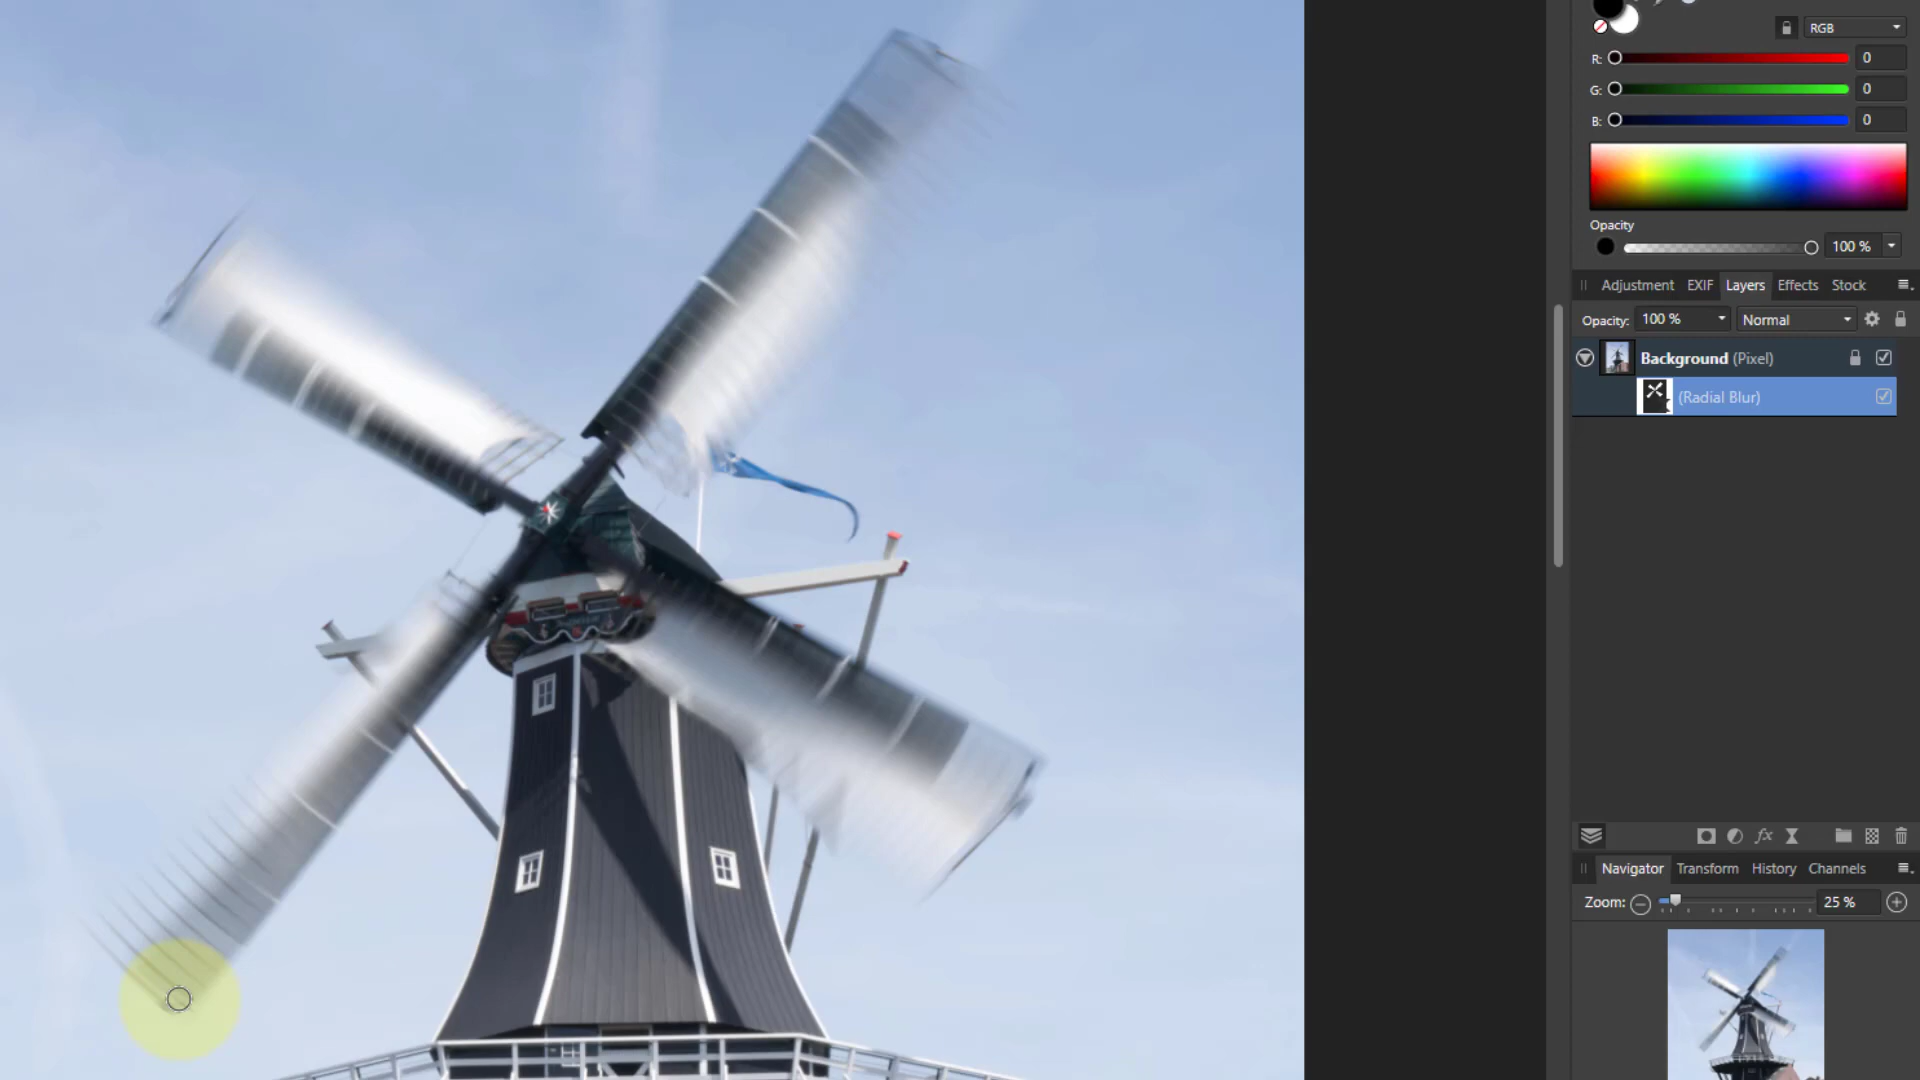 RGB
R: 0
G: 0
B: 0
Opacity
100 %
Adjustment EXIF Layers Effects Stock
Opacity: 100 % Normal
Background (Pixel)
(Radial Blur)
fx
Navigator Transform History Channels
Zoom: 25 %